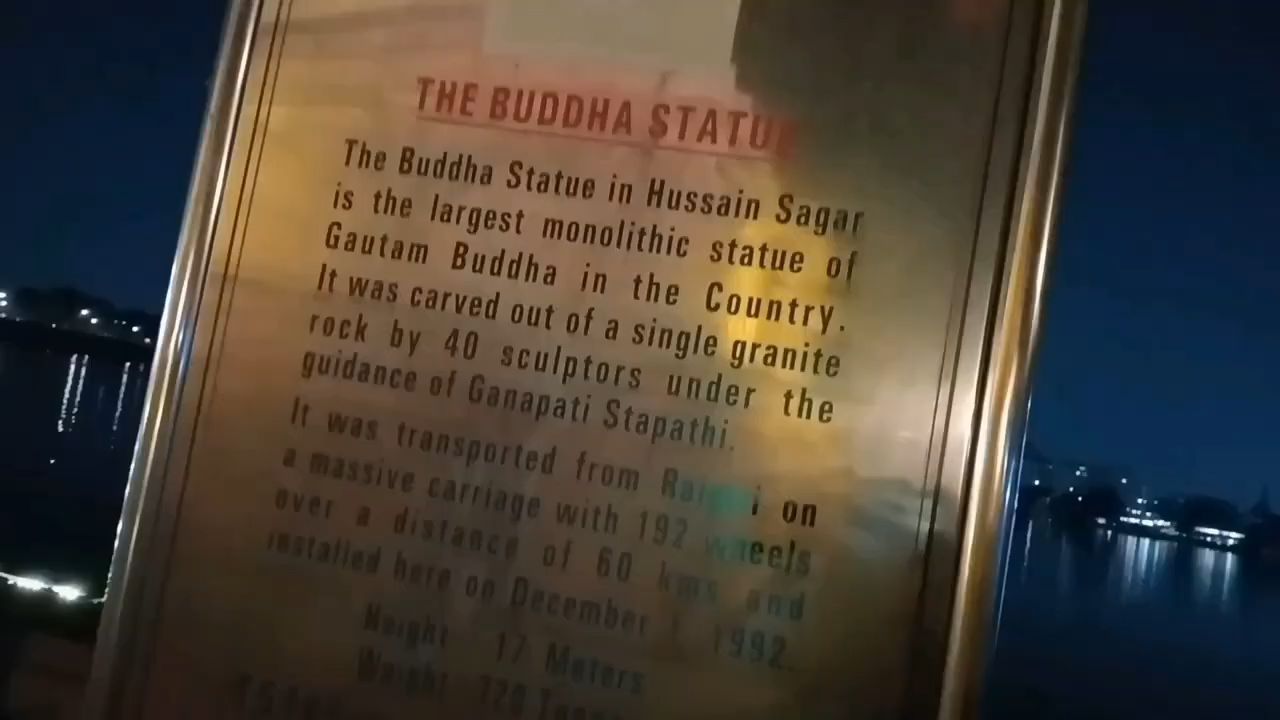 THE BUDDHA STATUE
The Buddha Statue in Hussain Sagar
is the largest monolithic statue of
Gautam Buddha in the Country.
It was carved out of a single granite
rock by 40 sculptors under the
guidance of Ganapati Stapathi.
It was transported from on
a massive carriage with 192 wheels
over a distance of 60 kms and
installed here on December 1, 1992.
Height 17 Meters
Weight